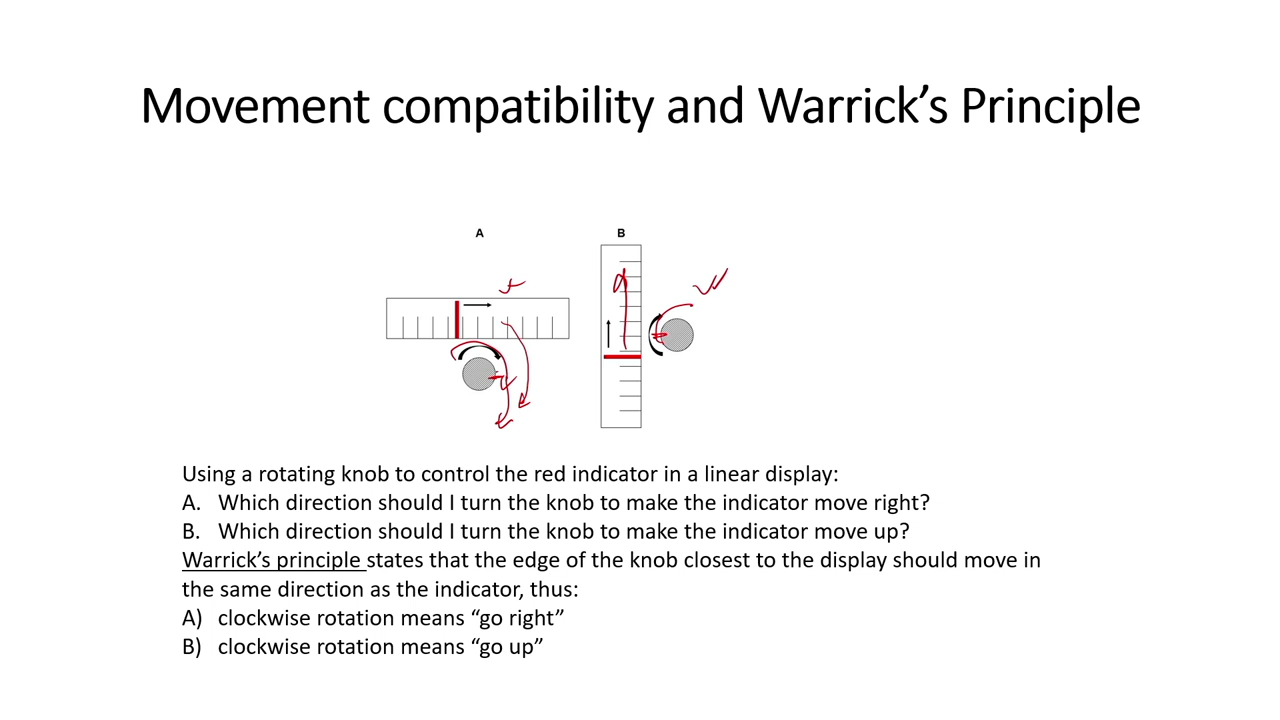 Movement compatibility and Warrick's Principle
A
B
Using a rotating knob to control the red indicator in a linear display:
A. Which direction should I turn the knob to make the indicator move right?
B. Which direction should I turn the knob to make the indicator move up?
Warrick's principle states that the edge of the knob closest to the display should move in
the same direction as the indicator, thus:
A) clockwise rotation means “go right”
B) clockwise rotation means “go up”